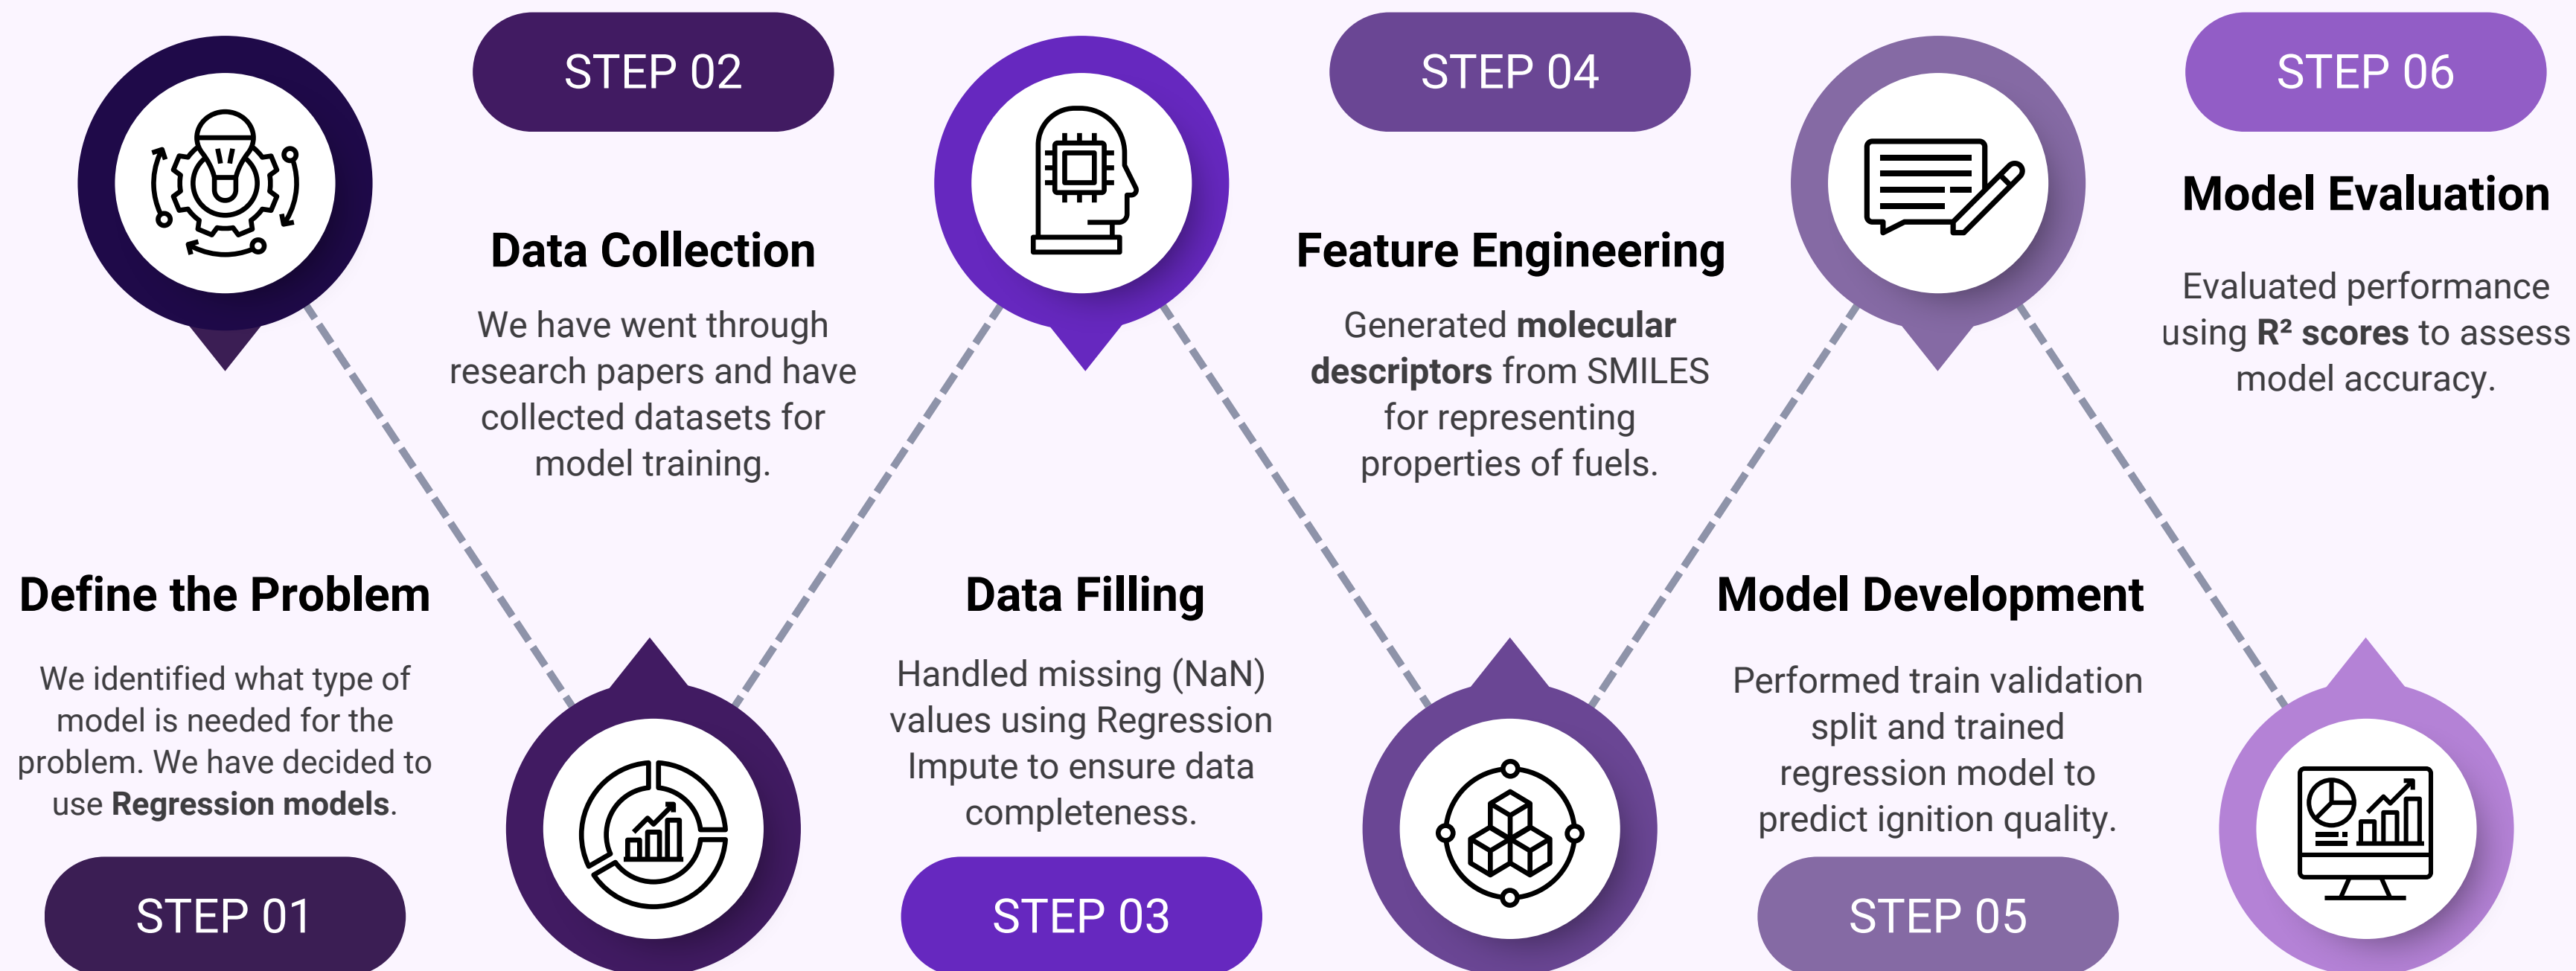 Define the Problem
We identified what type of
model is needed for the
problem. We have decided to
use Regression models.
STEP 01
STEP 02
Data Collection
We have went through
research papers and have
collected datasets for
model training.
Data Filling
Handled missing (NaN)
values using Regression
Impute to ensure data
completeness.
STEP 03
STEP 04
Feature Engineering
Generated molecular
descriptors from SMILES
for representing
properties of fuels.
Model Development
Performed train validation
split and trained
regression model to
predict ignition quality.
STEP 05
STEP 06
Model Evaluation
Evaluated performance
using R² scores to assess
model accuracy.